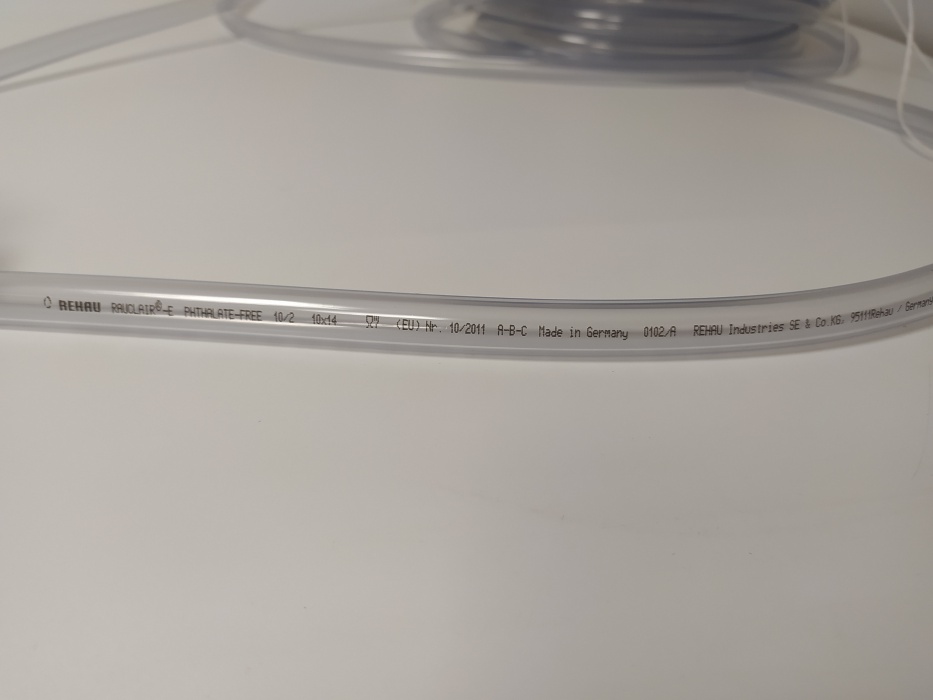 REHAU RAUCLAIR®-E PHTHALATE-FREE 10/2 10x14 (EU) Nr. 10/2011 A-B-C Made in Germany 0102/A REHAU Industries SE & Co.KG, 95111Rehau / Germany